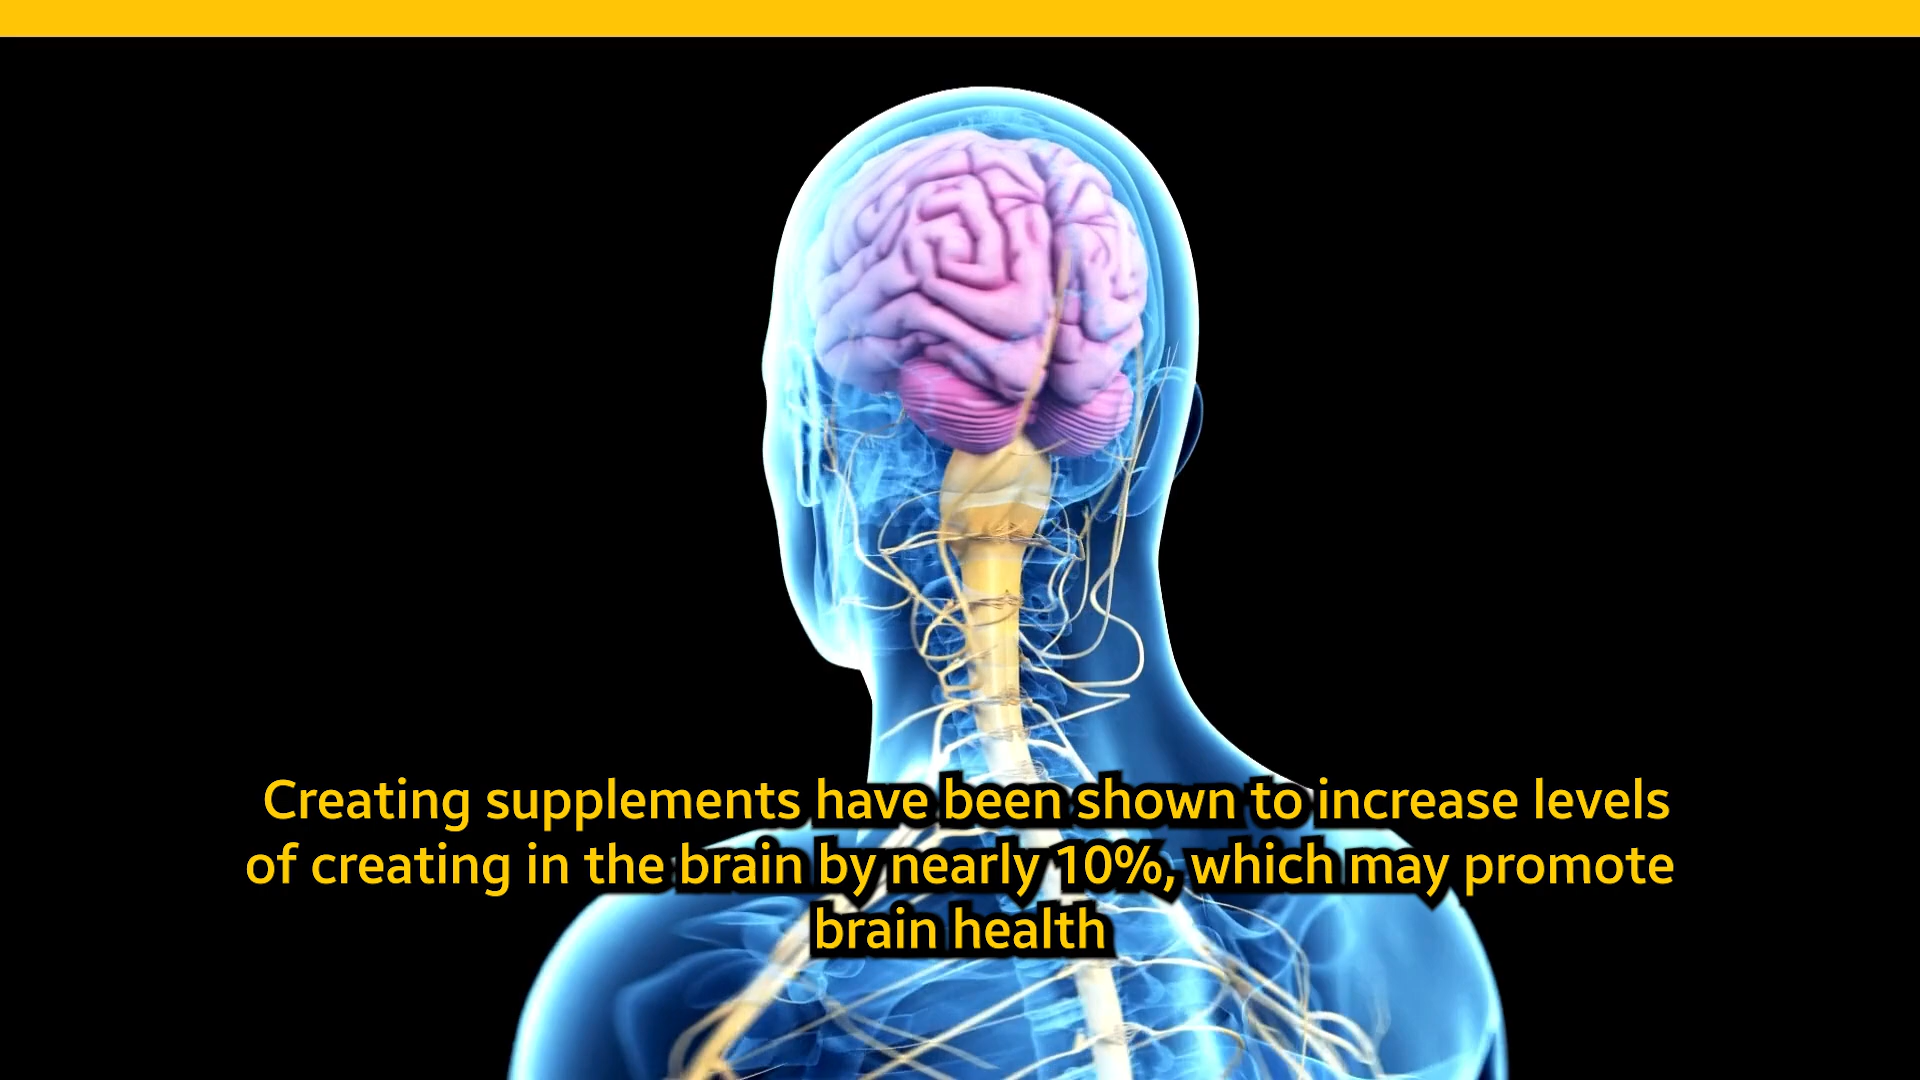 Creating supplements have been shown to increase levels
of creating in the brain by nearly 10%, which may promote
brain health